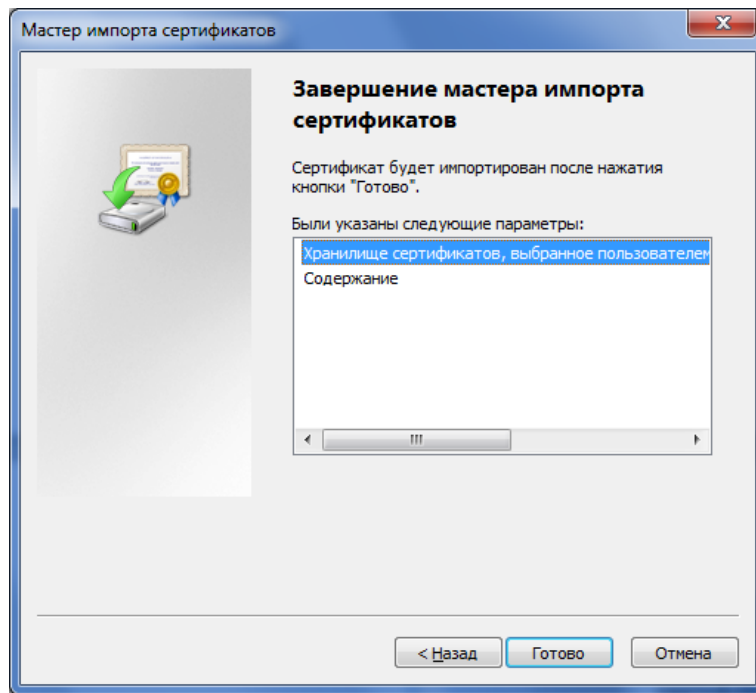 Мастер импорта сертификатов
Завершение мастера импорта
сертификатов
Сертификат будет импортирован после нажатия
кнопки "Готово".
Были указаны следующие параметры:
Хранилище сертификатов, выбранное пользователем
Содержание
< Назад
Готово
Отмена